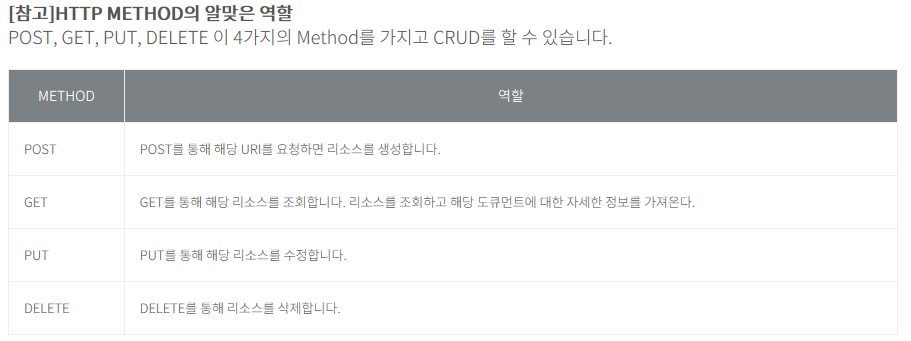 [참고]HTTP METHOD의 알맞은 역할
POST, GET, PUT, DELETE 이 4가지의 Method를 가지고 CRUD를 할 수 있습니다.
METHOD 역할
POST POST를 통해 해당 URI를 요청하면 리소스를 생성합니다.
GET GET를 통해 해당 리소스를 조회합니다. 리소스를 조회하고 해당 도큐먼트에 대한 자세한 정보를 가져온다.
PUT PUT를 통해 해당 리소스를 수정합니다.
DELETE DELETE를 통해 리소스를 삭제합니다.